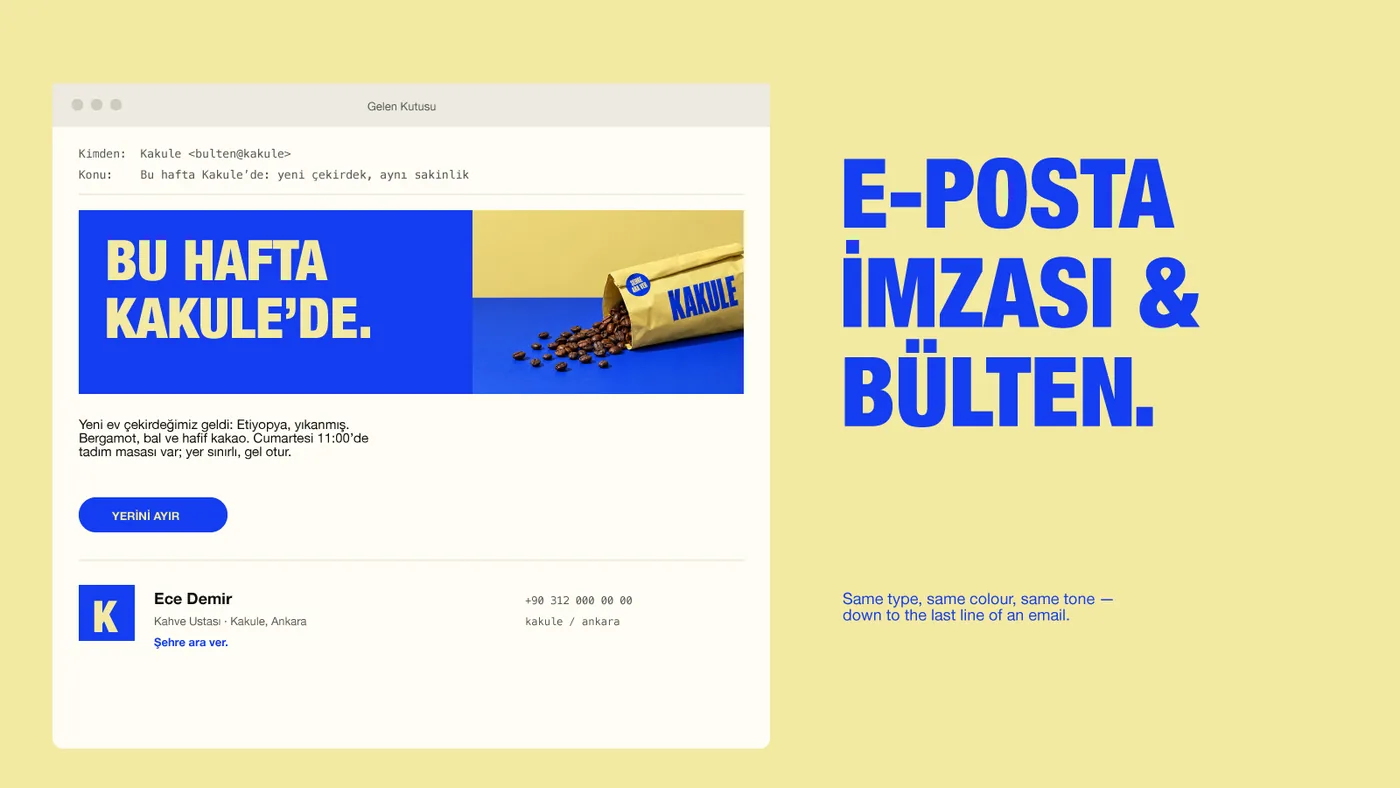 Gelen Kutusu
Kimden: Kakule <bulten@kakule>
Konu: Bu hafta Kakule’de: yeni çekirdek, aynı sakinlik
BU HAFTA
KAKULE’DE.
ŞEHRE
ARA VER.
KAKULE
Yeni ev çekirdeğimiz geldi: Etiyopya, yıkanmış.
Bergamot, bal ve hafif kakao. Cumartesi 11:00’de
tadım masası var; yer sınırlı, gel otur.
YERİNİ AYIR
K
Ece Demir
Kahve Ustası · Kakule, Ankara
Şehre ara ver.
+90 312 000 00 00
kakule / ankara
E-POSTA
İMZASI &
BÜLTEN.
Same type, same colour, same tone —
down to the last line of an email.